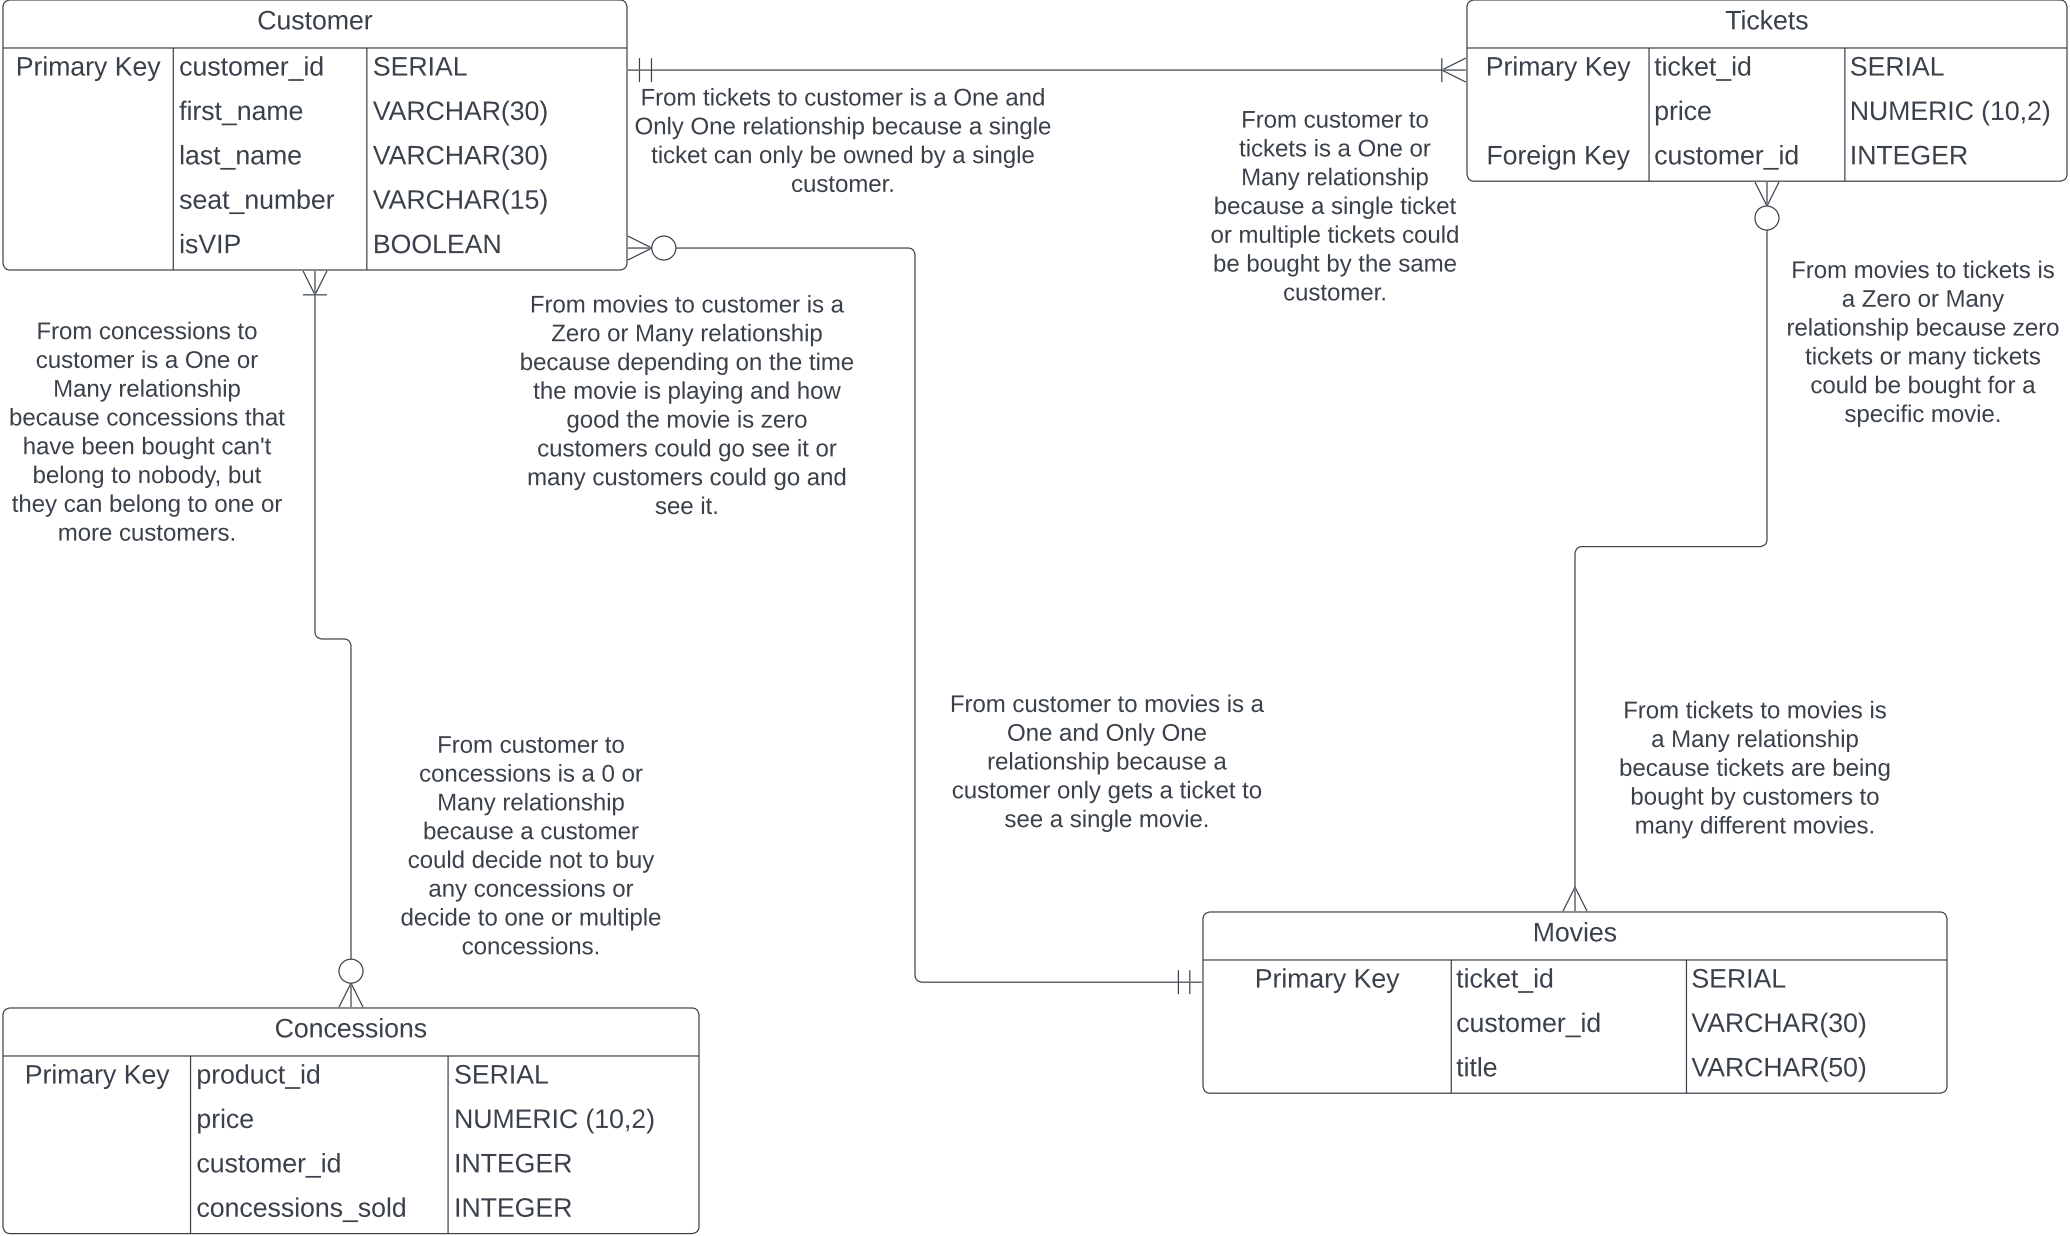 Customer
Primary Key customer_id SERIAL
first_name VARCHAR(30)
last_name VARCHAR(30)
seat_number VARCHAR(15)
isVIP BOOLEAN
Tickets
Primary Key ticket_id SERIAL
price NUMERIC (10,2)
Foreign Key customer_id INTEGER
From tickets to customer is a One and
Only One relationship because a single
ticket can only be owned by a single
customer.
From customer to
tickets is a One or
Many relationship
because a single ticket
or multiple tickets could
be bought by the same
customer.
From movies to tickets is
a Zero or Many
relationship because zero
tickets or many tickets
could be bought for a
specific movie.
From concessions to
customer is a One or
Many relationship
because concessions that
have been bought can't
belong to nobody, but
they can belong to one or
more customers.
From movies to customer is a
Zero or Many relationship
because depending on the time
the movie is playing and how
good the movie is zero
customers could go see it or
many customers could go and
see it.
From customer to
concessions is a 0 or
Many relationship
because a customer
could decide not to buy
any concessions or
decide to one or multiple
concessions.
From customer to movies is a
One and Only One
relationship because a
customer only gets a ticket to
see a single movie.
From tickets to movies is
a Many relationship
because tickets are being
bought by customers to
many different movies.
Movies
Primary Key ticket_id SERIAL
customer_id VARCHAR(30)
title VARCHAR(50)
Concessions
Primary Key product_id SERIAL
price NUMERIC (10,2)
customer_id INTEGER
concessions_sold INTEGER